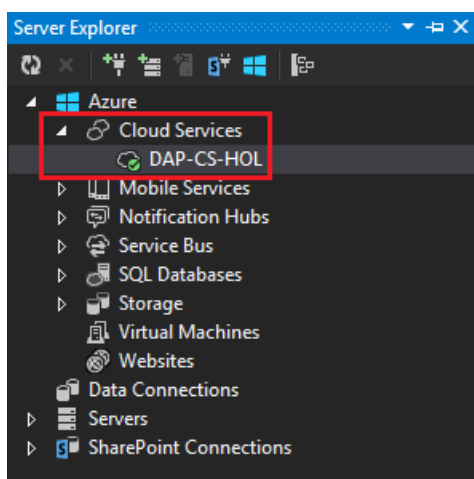 Server Explorer
Azure
Cloud Services
DAP-CS-HOL
Mobile Services
Notification Hubs
Service Bus
SQL Databases
Storage
Virtual Machines
Websites
Data Connections
Servers
SharePoint Connections